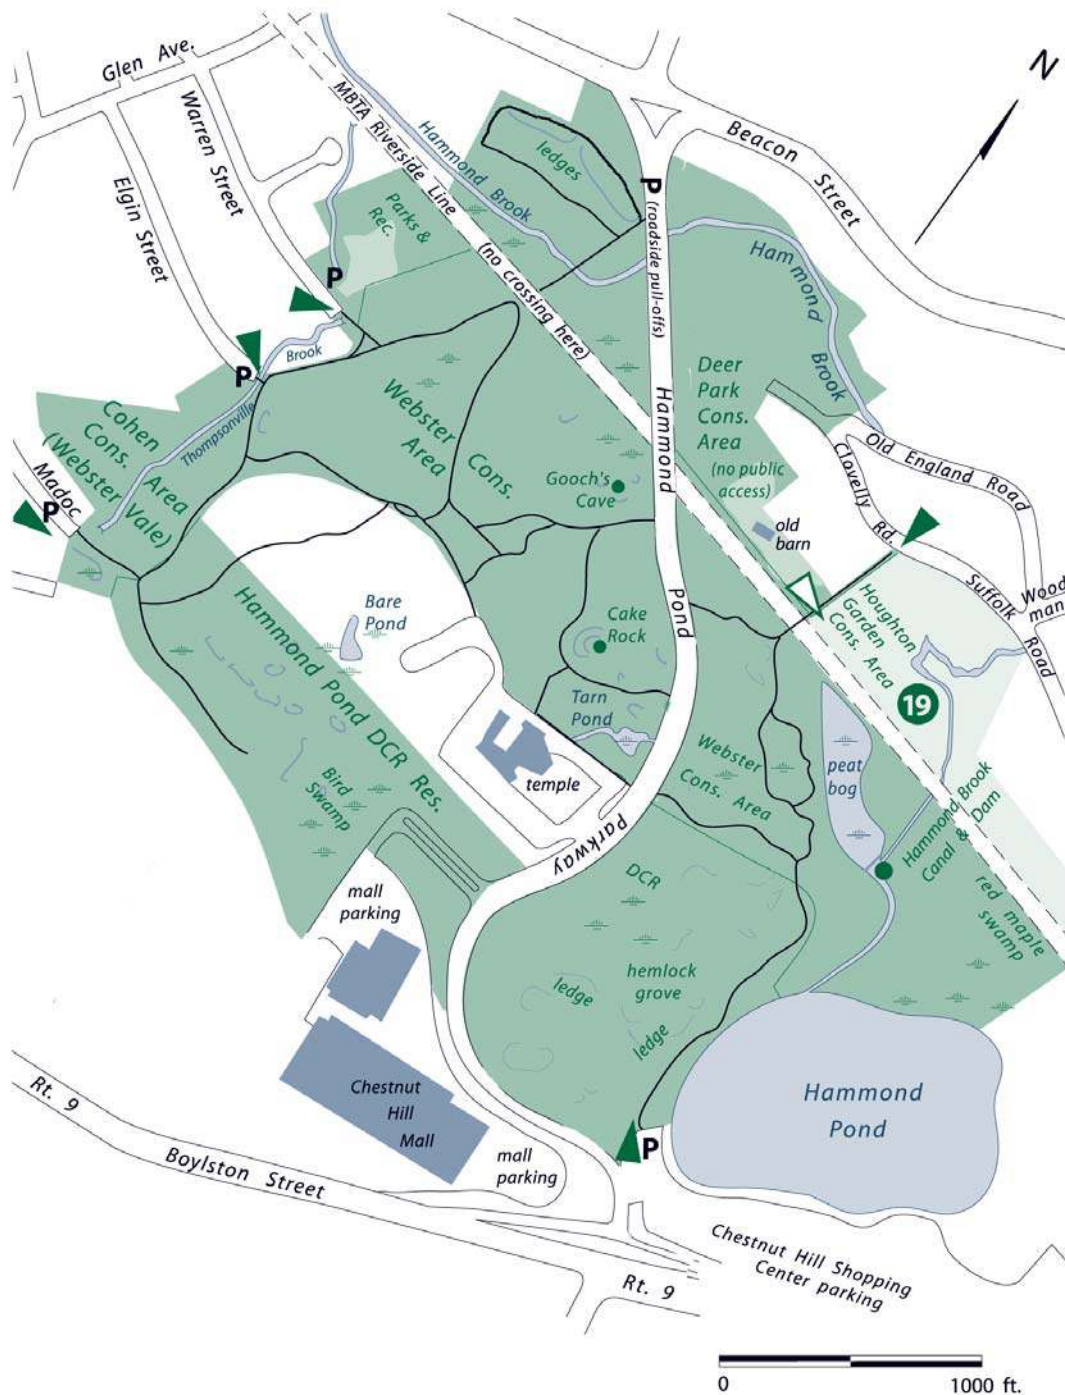 Glen Ave.
Warren Street
Elgin Street
MBTA Riverside Line
(no crossing here)
Hammond Brook
ledges
P (roadside pull-offs)
Beacon
Street
N
Parks &
Rec.
P
Hammond
Brook
P
Brook
Thompsonville
Cohen
Cons.
Area
(Webster
Vale)
Madoc
P
Webster
Cons.
Area
Gooch's
Cave
Deer
Park
Cons.
Area
(no public
access)
Hammond
Pond
Parkway
Old England Road
Clovelly
Rd.
old
barn
Suffolk
Road
Wood
man
Houghton
Garden
Cons. Area
19
Bare
Pond
Cake
Rock
Tarn
Pond
temple
Hammond Pond DCR Res.
Bird
Swamp
Webster
Cons. Area
peat
bog
Hammond Brook
Canal & Dam
red maple
swamp
DCR
hemlock
grove
ledge
ledge
mall
parking
Chestnut
Hill
Mall
mall
parking
P
Hammond
Pond
Rt. 9
Boylston Street
Rt. 9
Chestnut Hill Shopping
Center parking
0
1000 ft.